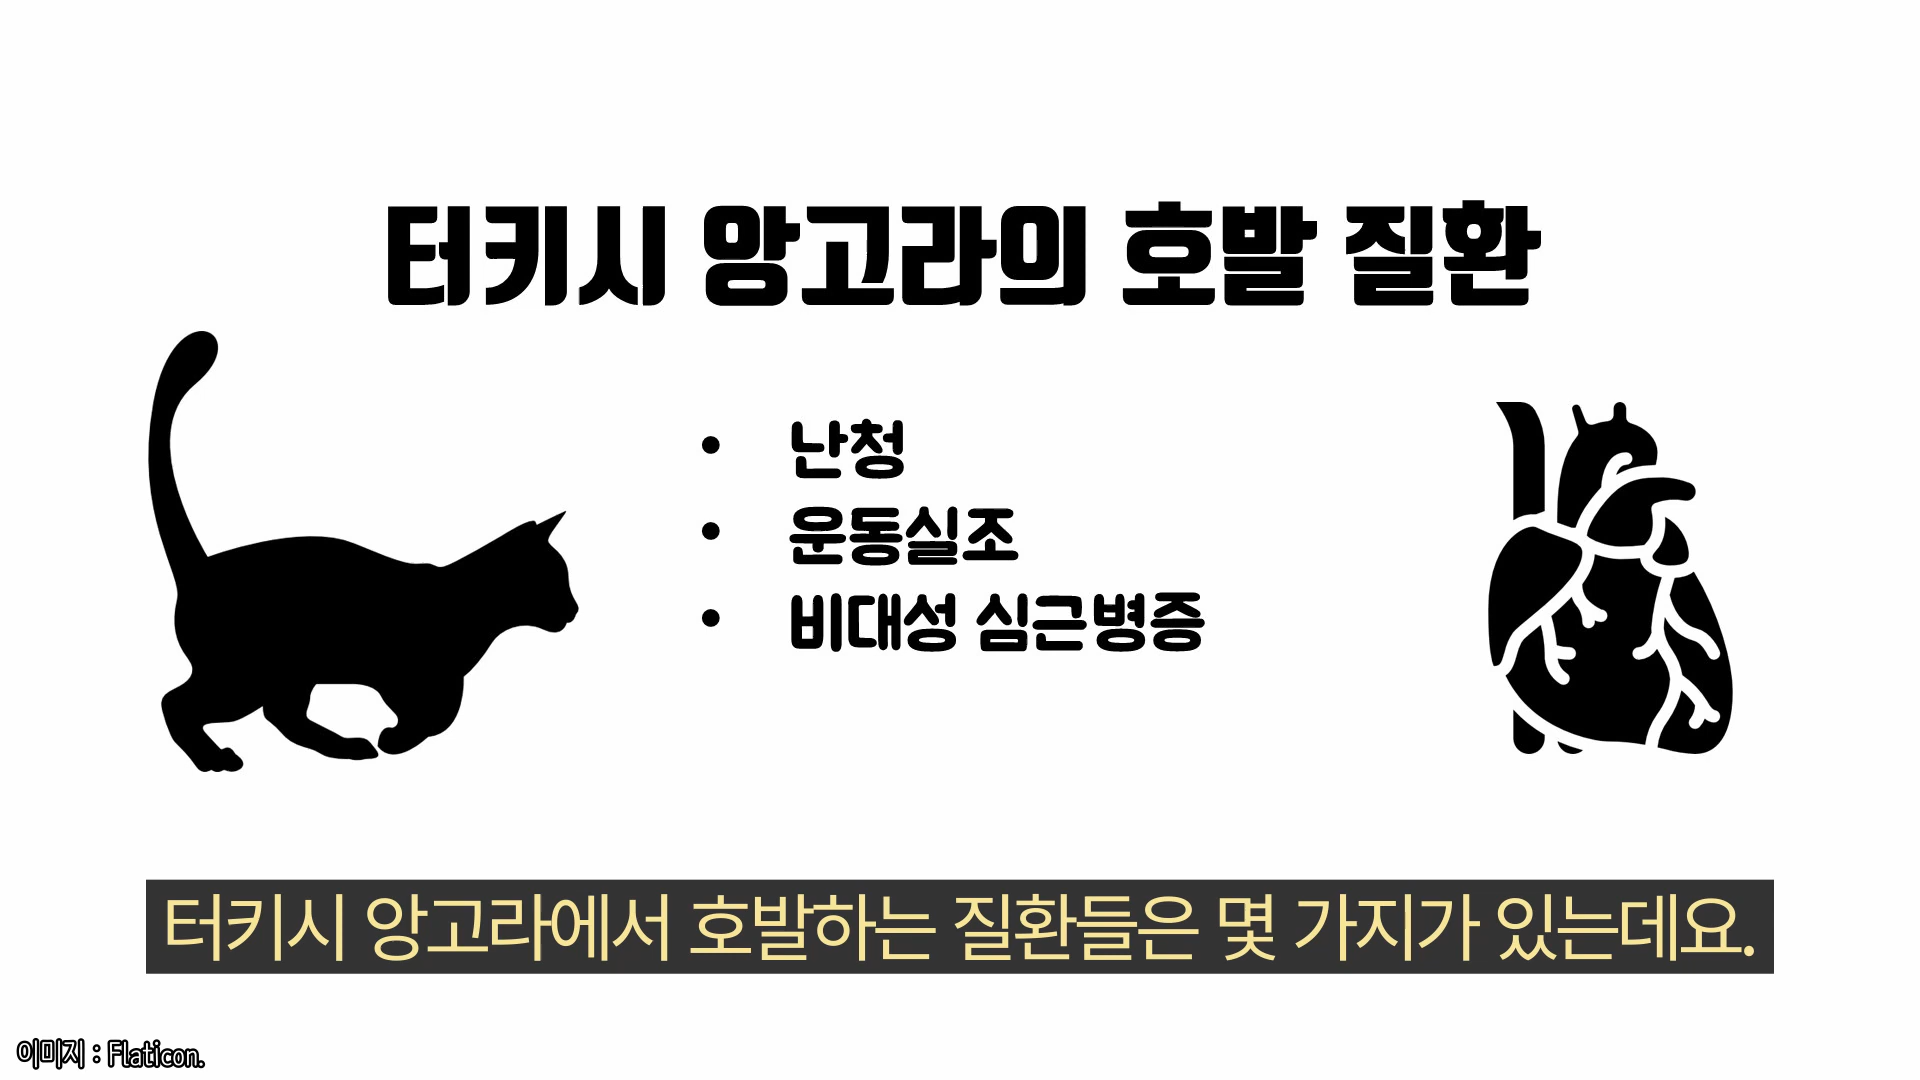 터키시 앙고라의 호발 질환
• 난청
• 운동실조
• 비대성 심근병증
터키시 앙고라에서 호발하는 질환들은 몇 가지가 있는데요.
이미지 : Flaticon.